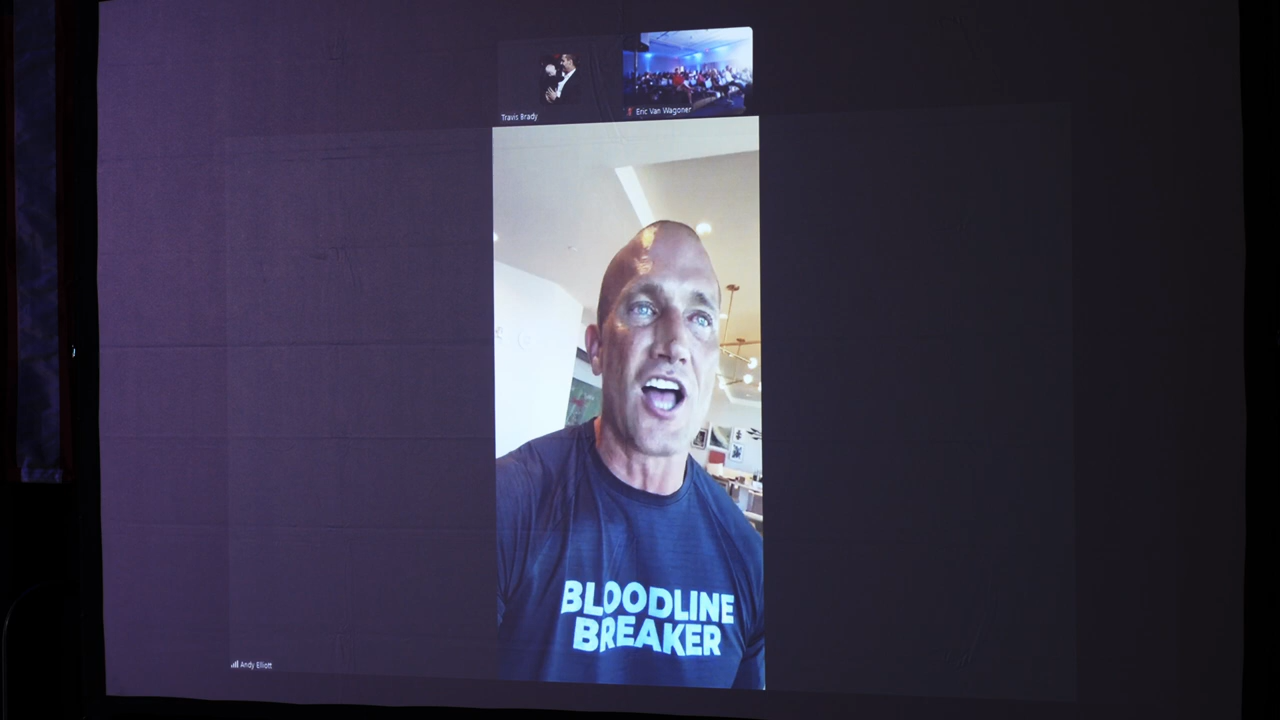 Travis Brady
Eric Van Wagoner
BLOODLINE
BREAKER
Andy Elliott